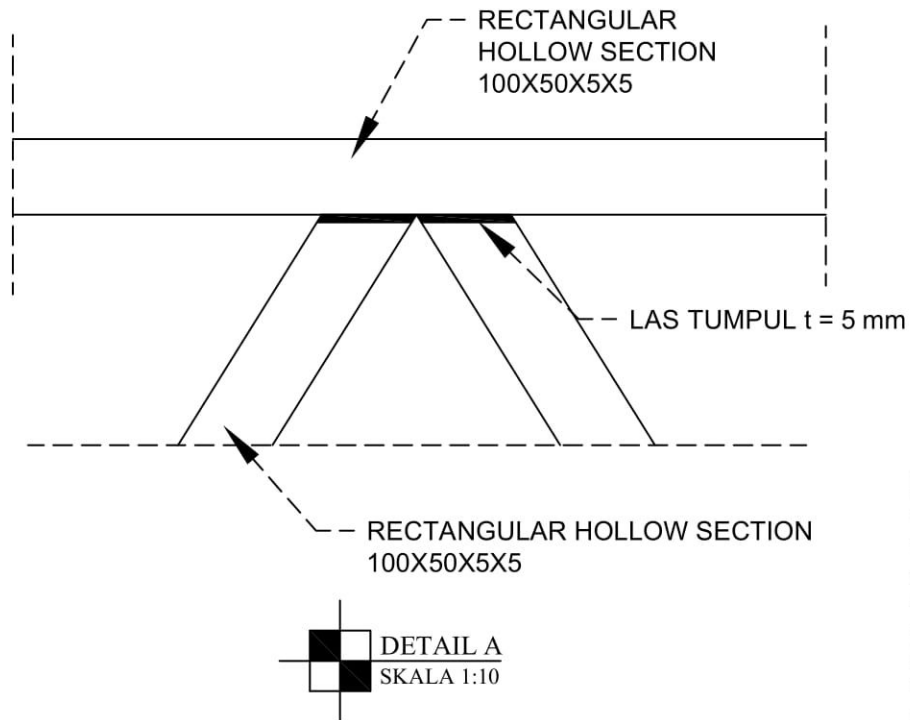 RECTANGULAR
HOLLOW SECTION
100X50X5X5
LAS TUMPUL t = 5 mm
RECTANGULAR HOLLOW SECTION
100X50X5X5
DETAIL A
SKALA 1:10